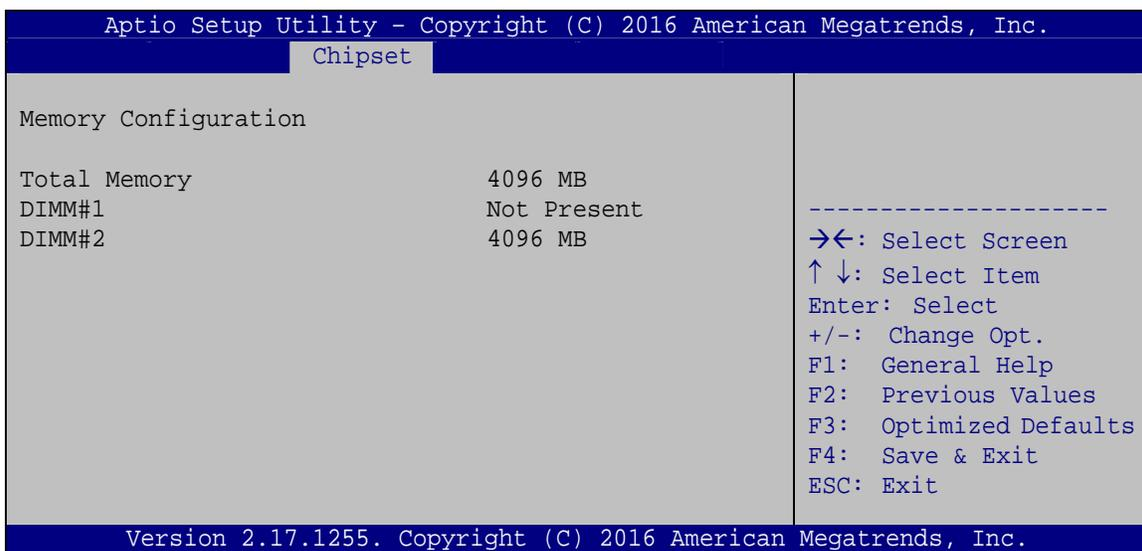 Aptio Setup Utility – Copyright (C) 2016 American Megatrends, Inc.
Chipset
Memory Configuration
Total Memory 4096 MB
DIMM#1 Not Present
DIMM#2 4096 MB
---------------------
→←: Select Screen
↑ ↓: Select Item
Enter: Select
+/-: Change Opt.
F1: General Help
F2: Previous Values
F3: Optimized Defaults
F4: Save & Exit
ESC: Exit
Version 2.17.1255. Copyright (C) 2016 American Megatrends, Inc.